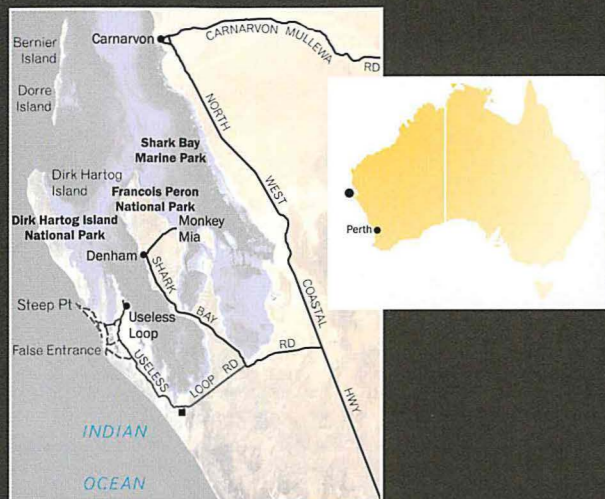 Bernier
Island
Carnarvon
CARNARVON MULLEWA
RD
Dorre
Island
NORTH
WEST
COASTAL
HWY
Shark Bay
Marine Park
Dirk Hartog
Island
Francois Peron
National Park
Dirk Hartog Island
National Park
Monkey
Mia
Denham
SHARK
BAY
RD
Steep Pt
Useless
Loop
False Entrance
USELESS
LOOP
RD
INDIAN
OCEAN
Perth